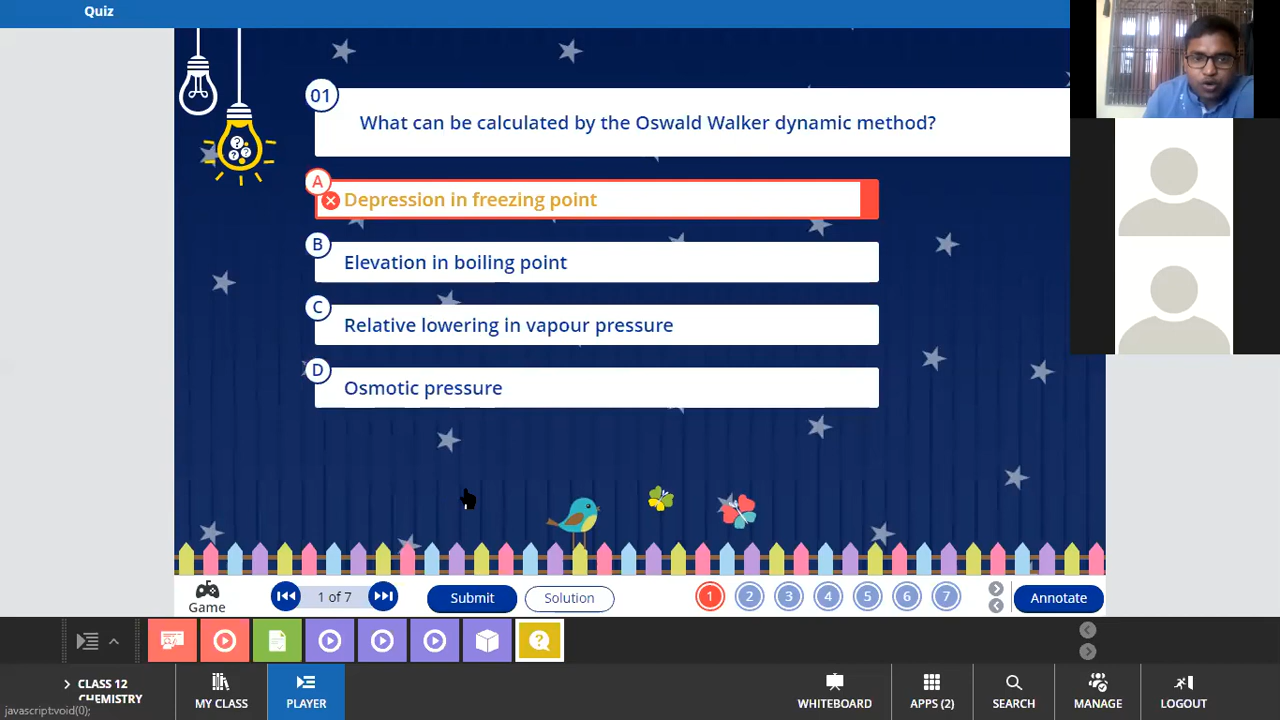 Quiz
01
What can be calculated by the Oswald Walker dynamic method?
A
Depression in freezing point
B
Elevation in boiling point
C
Relative lowering in vapour pressure
D
Osmotic pressure
Game
1 of 7
Submit
Solution
1 2 3 4 5 6 7
Annotate
CLASS 12
CHEMISTRY
MY CLASS
PLAYER
WHITEBOARD
APPS (2)
SEARCH
MANAGE
LOGOUT
javascript:void(0);